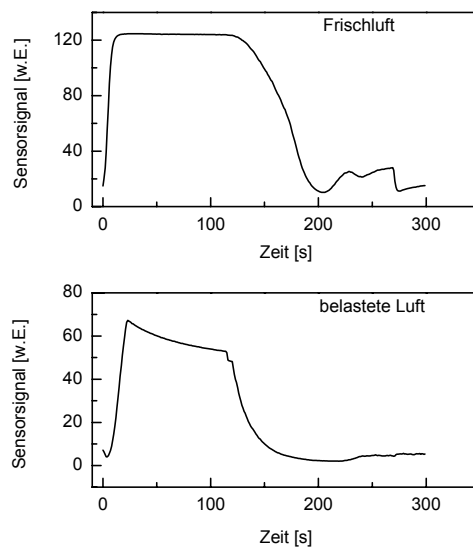 Frischluft
Sensorsignal [w.E.]
120
80
40
0
0
100
200
300
Zeit [s]
belastete Luft
Sensorsignal [w.E.]
80
60
40
20
0
0
100
200
300
Zeit [s]